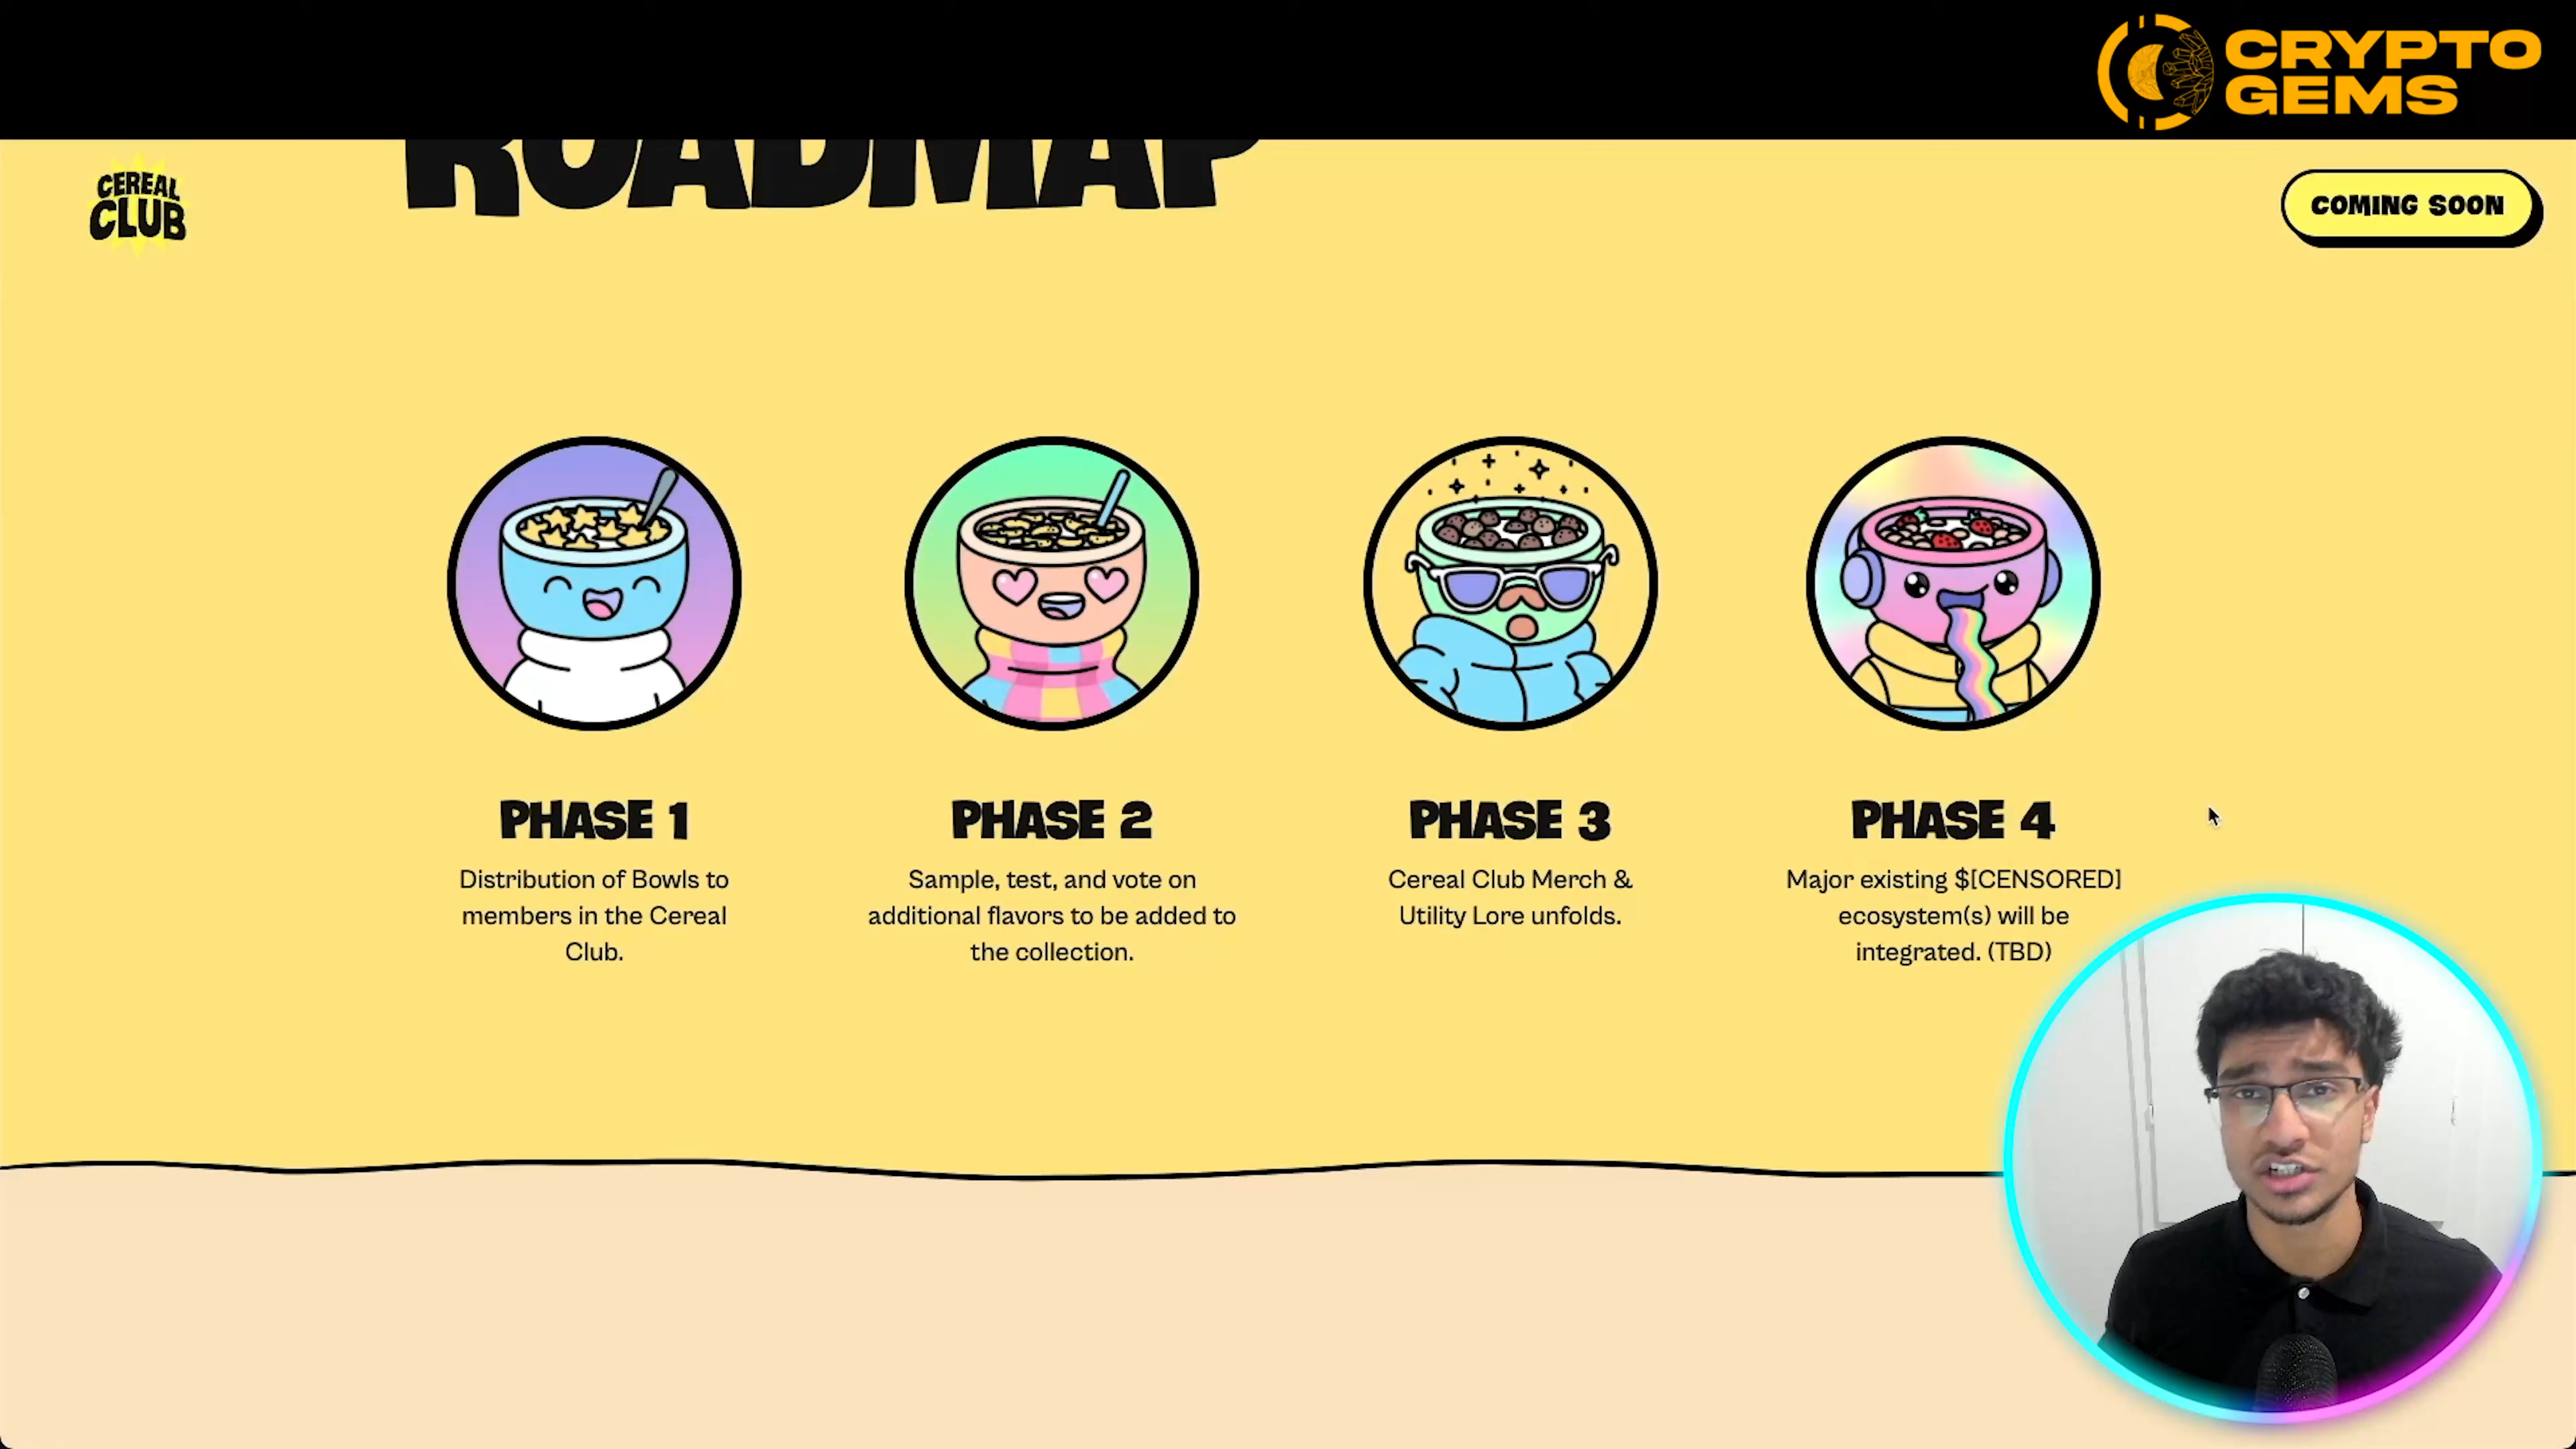 CRYPTO
GEMS
ROADMAP
CEREAL
CLUB
COMING SOON
PHASE 1
Distribution of Bowls to
members in the Cereal
Club.
PHASE 2
Sample, test, and vote on
additional flavors to be added to
the collection.
PHASE 3
Cereal Club Merch &
Utility Lore unfolds.
PHASE 4
Major existing $[CENSORED]
ecosystem(s) will be
integrated. (TBD)